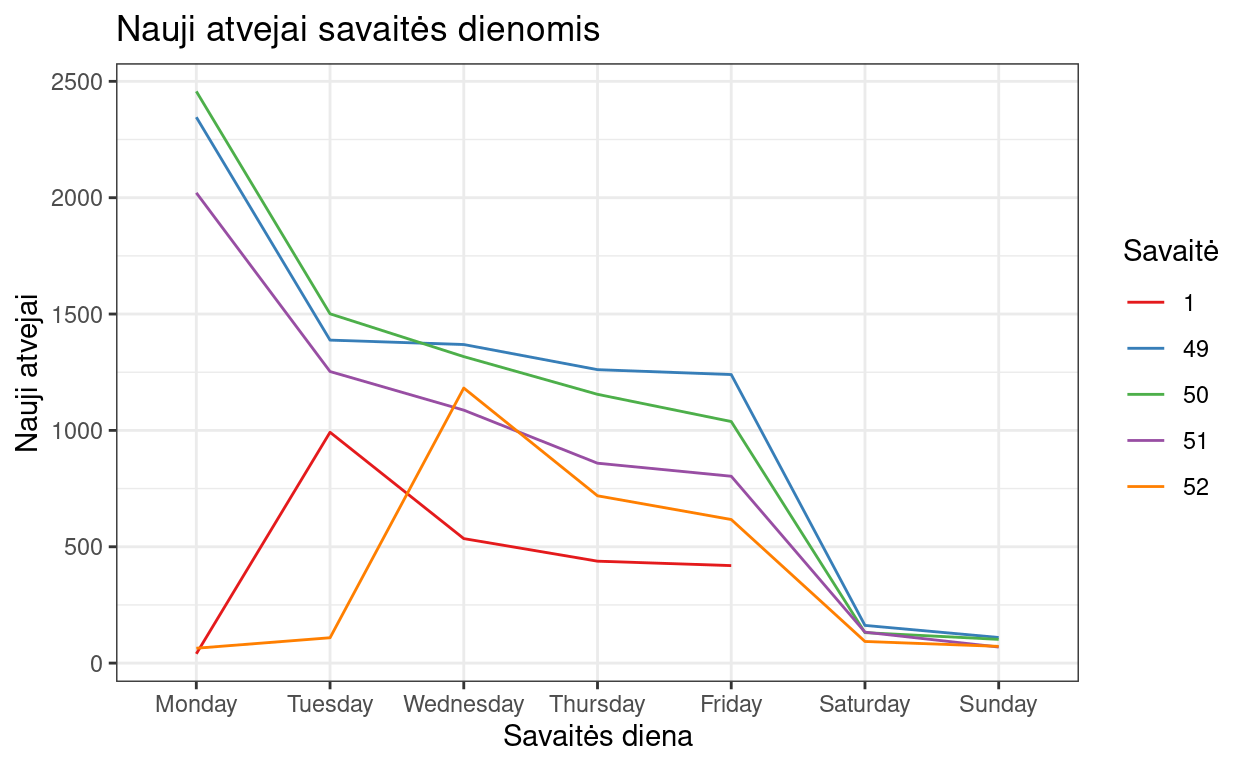 Nauji atvejai savaitės dienomis
Nauji atvejai
2500
2000
1500
1000
500
0
Monday Tuesday Wednesday Thursday Friday Saturday Sunday
Savaitės diena
Savaitė
1
49
50
51
52